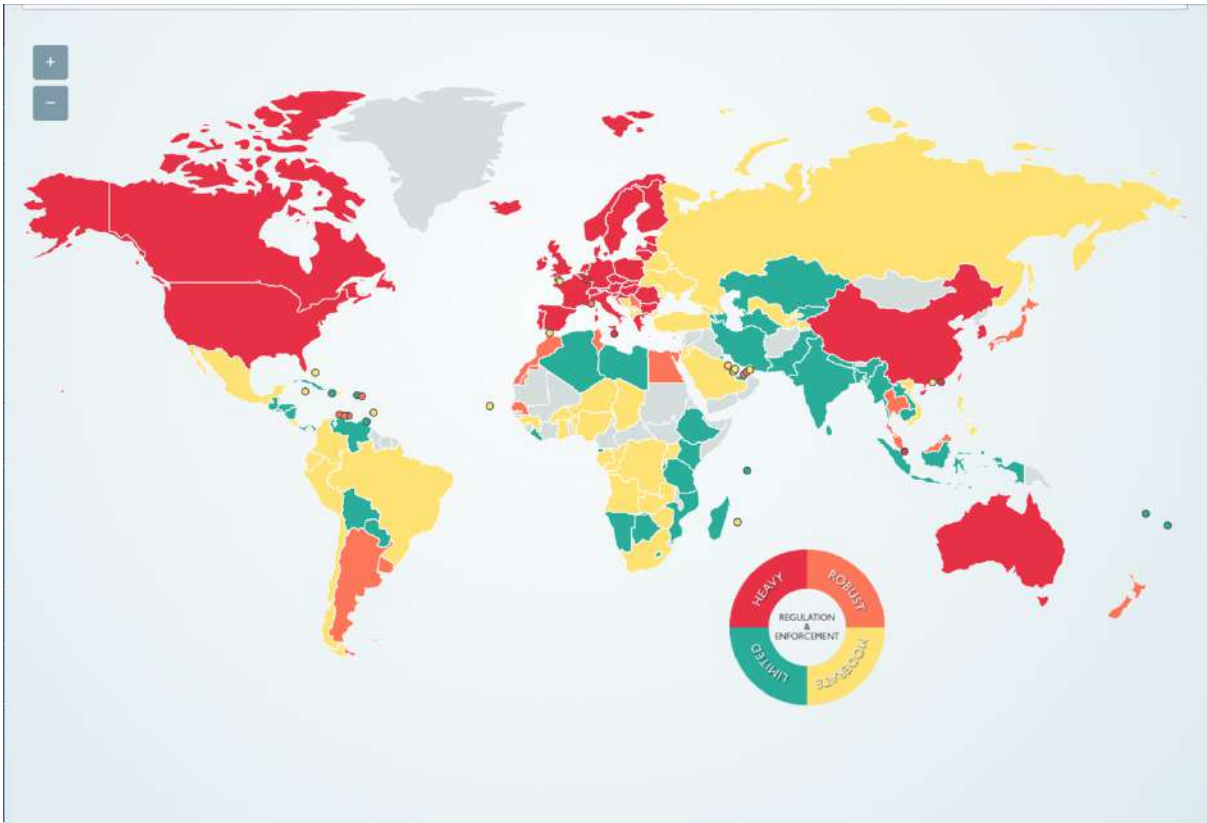 +
−
HEAVY
ROBUST
REGULATION
&
ENFORCEMENT
LIMITED
MODERATE